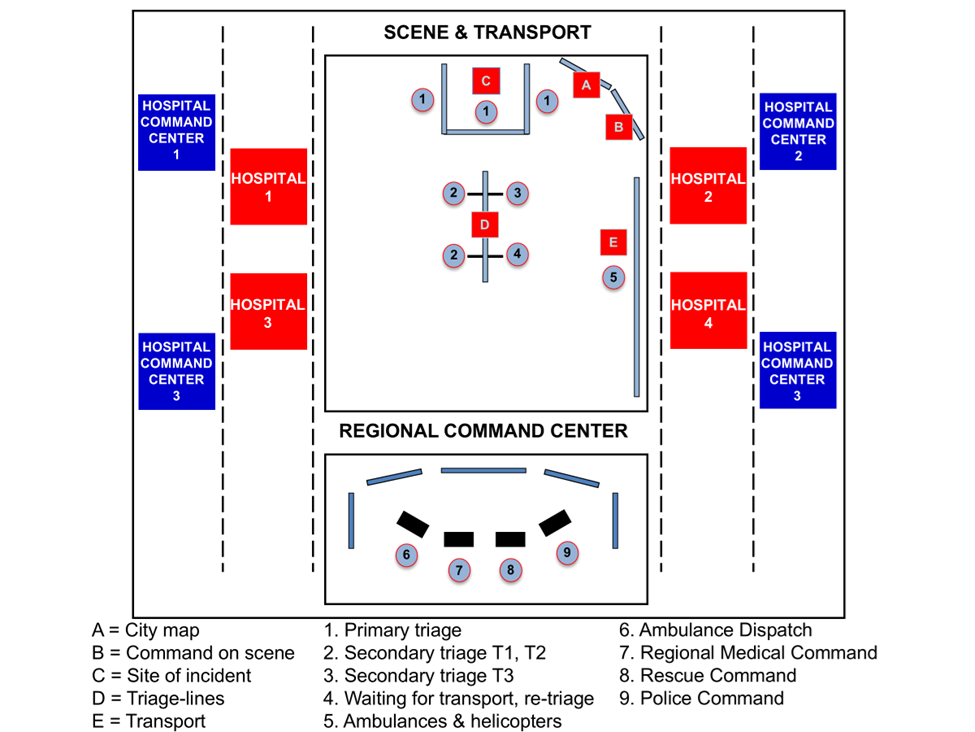 SCENE & TRANSPORT
HOSPITAL
COMMAND
CENTER
1
HOSPITAL
1
C
1
1
1
A
B
HOSPITAL
2
HOSPITAL
COMMAND
CENTER
2
2
3
D
2
4
E
5
HOSPITAL
3
HOSPITAL
4
HOSPITAL
COMMAND
CENTER
3
HOSPITAL
COMMAND
CENTER
3
REGIONAL COMMAND CENTER
6
7
8
9
A = City map
B = Command on scene
C = Site of incident
D = Triage-lines
E = Transport
1. Primary triage
2. Secondary triage T1, T2
3. Secondary triage T3
4. Waiting for transport, re-triage
5. Ambulances & helicopters
6. Ambulance Dispatch
7. Regional Medical Command
8. Rescue Command
9. Police Command